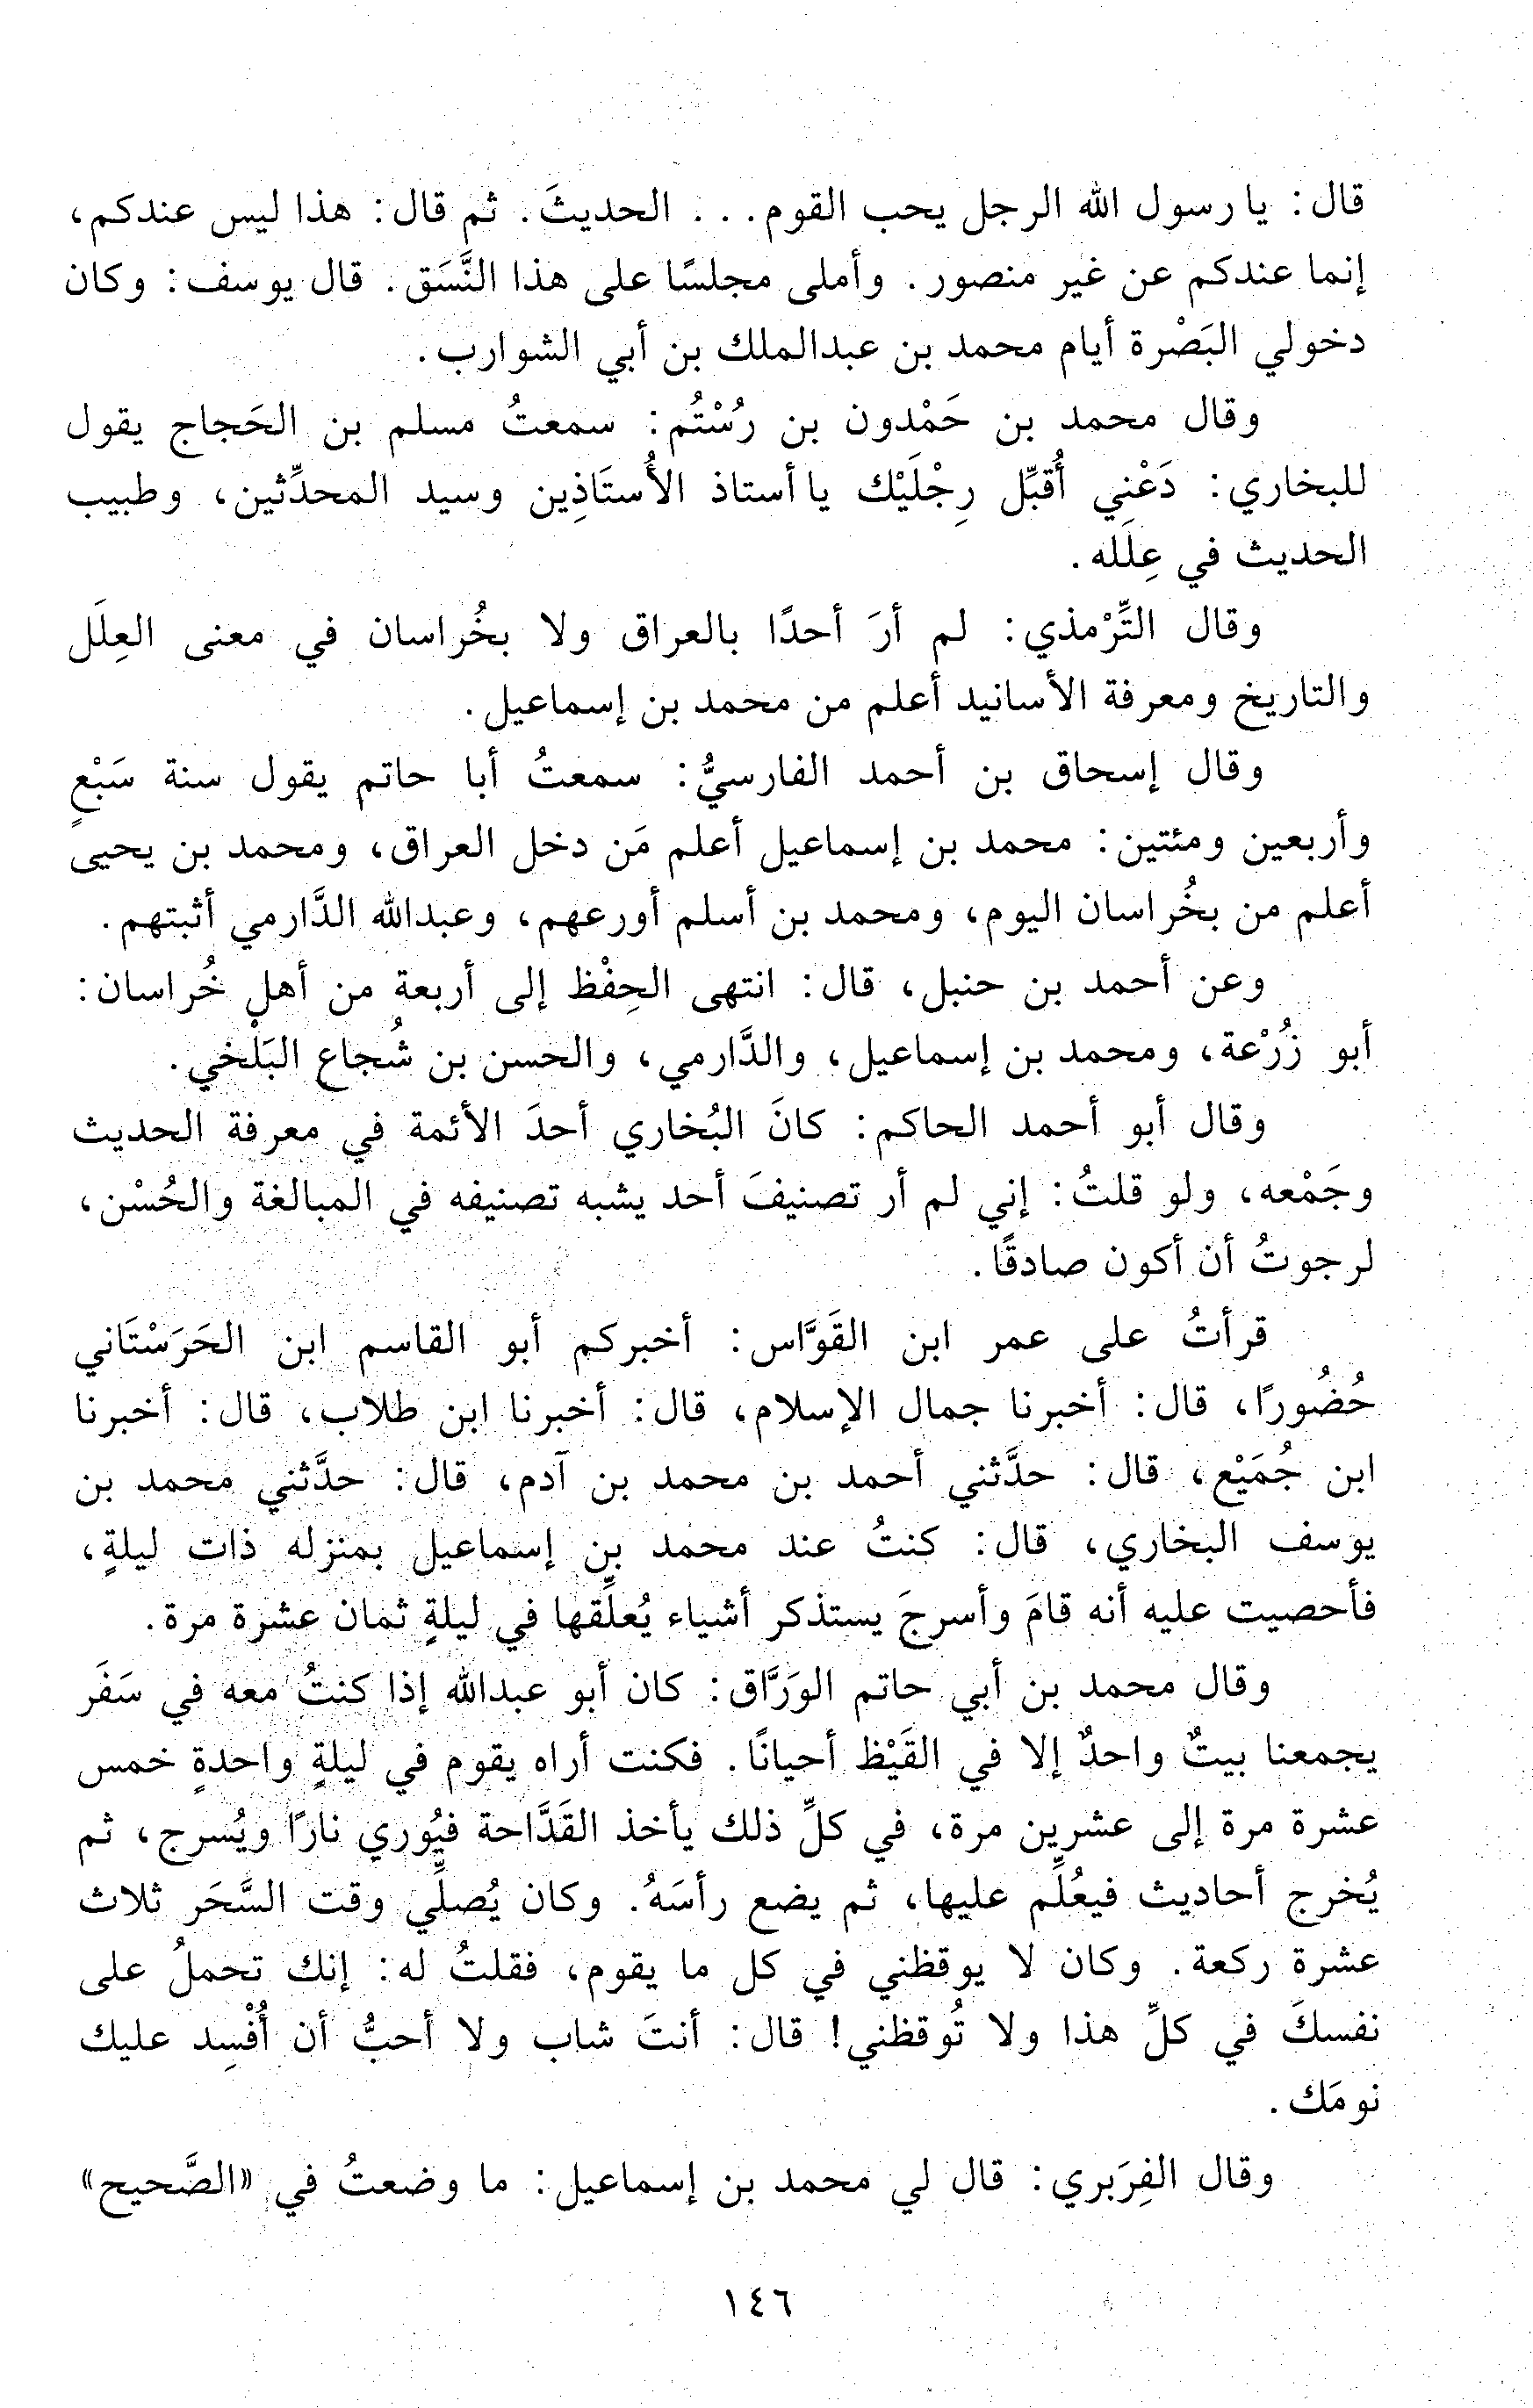 قال: يا رسول الله الرجل يحب القوم. . . الحديثَ. ثم قال: هذا ليس عندكم،
إنما عندكم عن غير منصور. وأملى مجلسًا على هذا النَّسَق. قال يوسف: وكان
دخولي البَصْرة أيام محمد بن عبدالملك بن أبي الشوارب.
وقال محمد بن حَمْدون بن رُسْتُم: سمعتُ مسلم بن الحَجاج يقول
للبخاري: دَعْنِي أُقبِّل رِجْلَيْك يا أستاذ الأُستَاذِين وسيد المحدِّثين، وطبيب
الحديث في عِلَله.
وقال التِّرْمذي: لم أرَ أحدًا بالعراق ولا بخُراسان في معنى العِلَل
والتاريخ ومعرفة الأسانيد أعلم من محمد بن إسماعيل.
وقال إسحاق بن أحمد الفارسيُّ: سمعتُ أبا حاتم يقول سنة سَبْعٍ
وأربعين ومئتين: محمد بن إسماعيل أعلم مَن دخل العراق، ومحمد بن يحيى
أعلم من بخُراسان اليوم، ومحمد بن أسلم أورعهم، وعبدالله الدَّارمي أثبتهم.
وعن أحمد بن حنبل، قال: انتهى الحِفْظ إلى أربعة من أهل خُراسان:
أبو زُرْعة، ومحمد بن إسماعيل، والدَّارمي، والحسن بن شُجاع البَلْخي.
وقال أبو أحمد الحاكم: كانَ البُخاري أحدَ الأئمة في معرفة الحديث
وجَمْعه، ولو قلتُ: إني لم أر تصنيفَ أحد يشبه تصنيفه في المبالغة والحُسْن،
لرجوتُ أن أكون صادقًا.
قرأتُ على عمر ابن القَوَّاس: أخبركم أبو القاسم ابن الحَرَسْتَاني
حُضُورًا، قال: أخبرنا جمال الإسلام، قال: أخبرنا ابن طلاب، قال: أخبرنا
ابن جُمَيْع، قال: حدَّثني أحمد بن محمد بن آدم، قال: حدَّثني محمد بن
يوسف البخاري، قال: كنتُ عند محمد بن إسماعيل بمنزله ذات ليلةٍ،
فأحصيت عليه أنه قامَ وأسرجَ يستذكر أشياء يُعلِّقها في ليلةٍ ثمان عشرة مرة.
وقال محمد بن أبي حاتم الورَّاق: كان أبو عبدالله إذا كنتُ معه في سَفَر
يجمعنا بيتٌ واحدٌ إلا في القَيْظ أحيانًا. فكنت أراه يقوم في ليلةٍ واحدةٍ خمس
عشرة مرة إلى عشرين مرة، في كلِّ ذلك يأخذ القَدَّاحة فيُوري نارًا ويُسرج، ثم
يُخرج أحاديث فيعُلِّم عليها، ثم يضع رأسَهُ. وكان يُصلِّي وقت السَّحَر ثلاث
عشرة ركعة. وكان لا يوقظني في كل ما يقوم، فقلتُ له: إنك تحملُ على
نفسكَ في كلِّ هذا ولا تُوقظني! قال: أنتَ شاب ولا أحبُّ أن أُفْسِد عليك
نومَك.
وقال الفِرَبري: قال لي محمد بن إسماعيل: ما وضعتُ في «الصَّحيح»
١٤٦